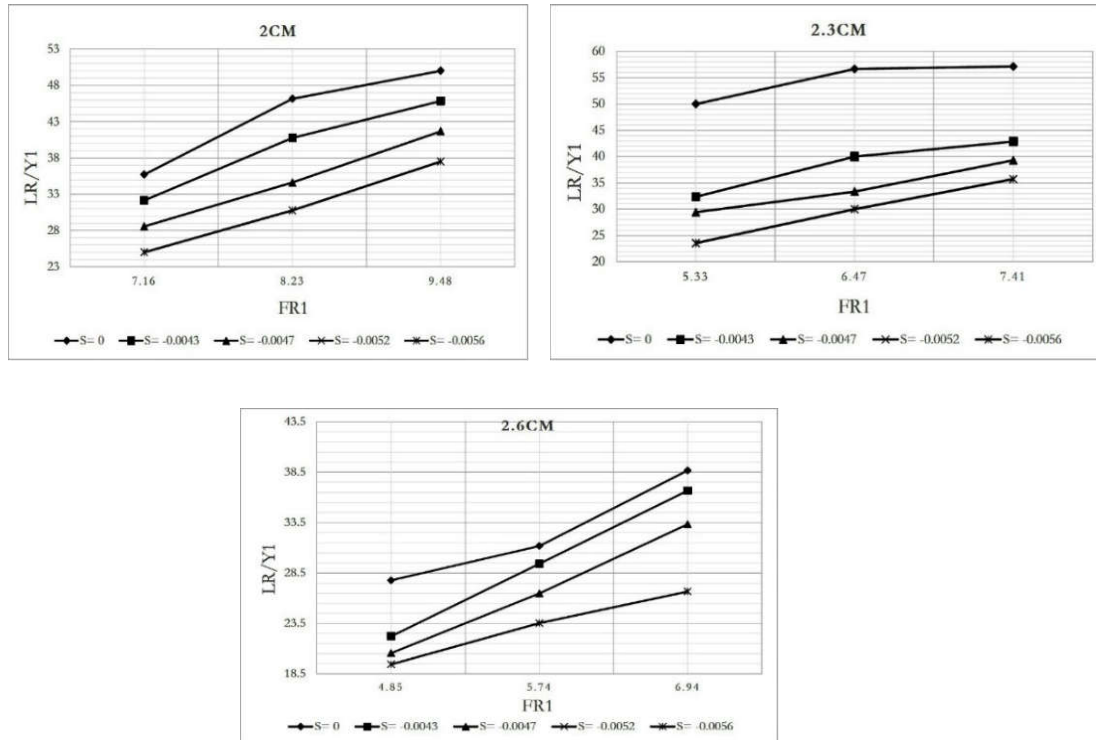 2CM
53
48
43
38
33
28
23
LR/Y1
7.16 8.23 9.48
FR1
S= 0 S= -0.0043 S= -0.0047 S= -0.0052 S= -0.0056
2.3CM
60
55
50
45
40
35
30
25
20
LR/Y1
5.33 6.47 7.41
FR1
S= 0 S= -0.0043 S= -0.0047 S= -0.0052 S= -0.0056
2.6CM
43.5
38.5
33.5
28.5
23.5
18.5
LR/Y1
4.85 5.74 6.94
FR1
S= 0 S= -0.0043 S= -0.0047 S= -0.0052 S= -0.0056